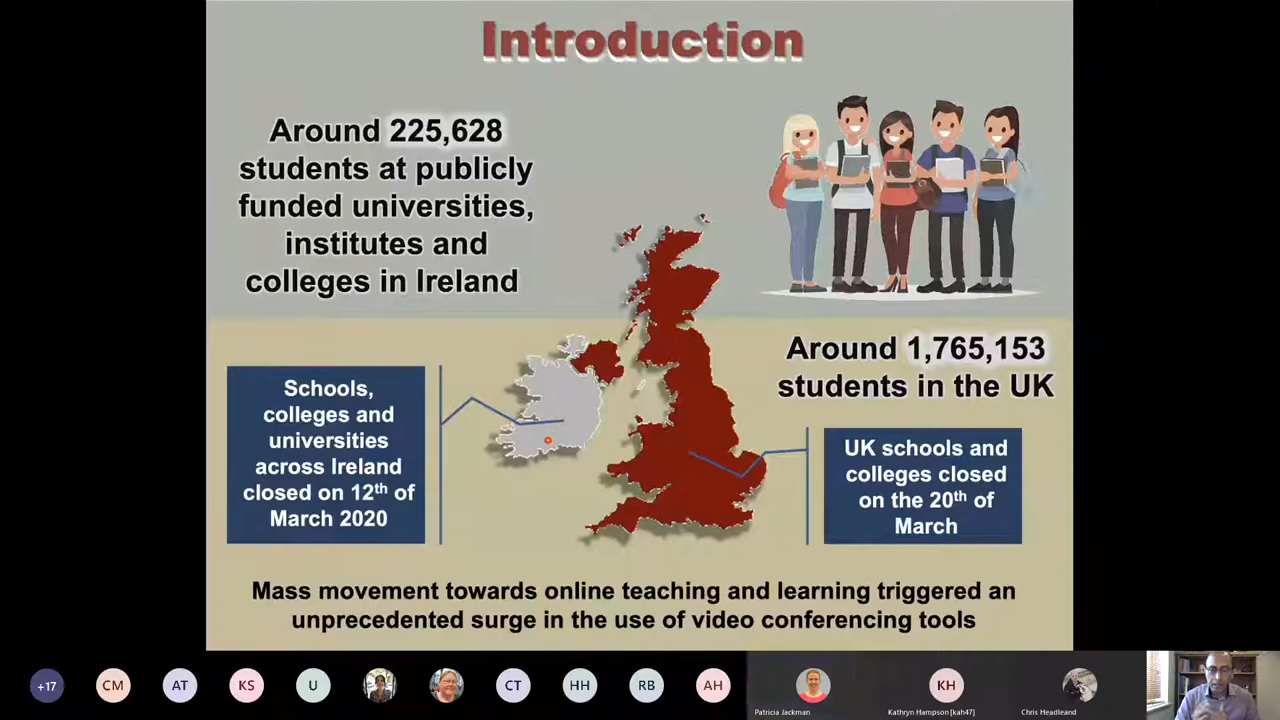 Introduction
Around 225,628
students at publicly
funded universities,
institutes and
colleges in Ireland
Around 1,765,153
students in the UK
Schools,
colleges and
universities
across Ireland
closed on 12th of
March 2020
UK schools and
colleges closed
on the 20th of
March
Mass movement towards online teaching and learning triggered an
unprecedented surge in the use of video conferencing tools
+17
CM
AT
KS
U
CT
HH
RB
AH
KH
Patricia Jackman
Kathryn Hampson [kah47]
Chris Headleand